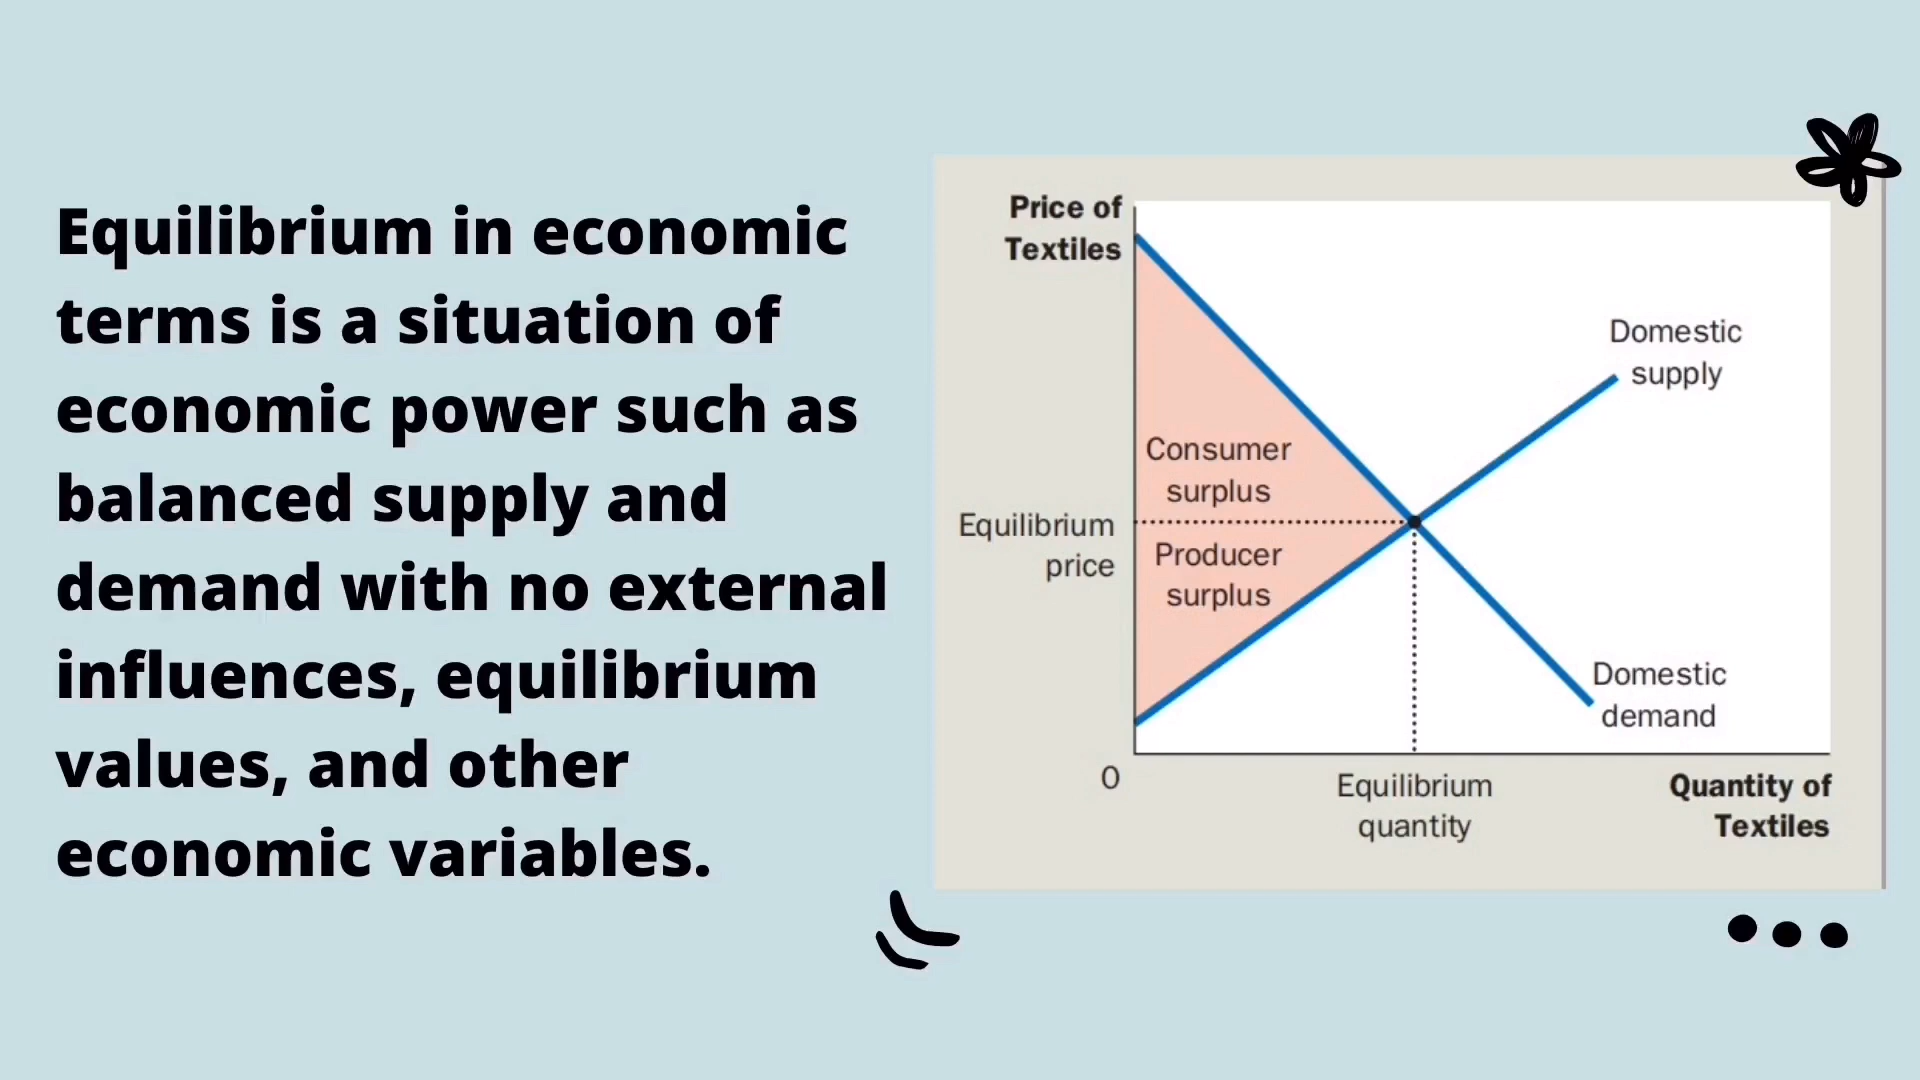 Equilibrium in economic
terms is a situation of
economic power such as
balanced supply and
demand with no external
influences, equilibrium
values, and other
economic variables.
Price of
Textiles
Domestic
supply
Consumer
surplus
Equilibrium
price
Producer
surplus
Domestic
demand
0
Equilibrium
quantity
Quantity of
Textiles